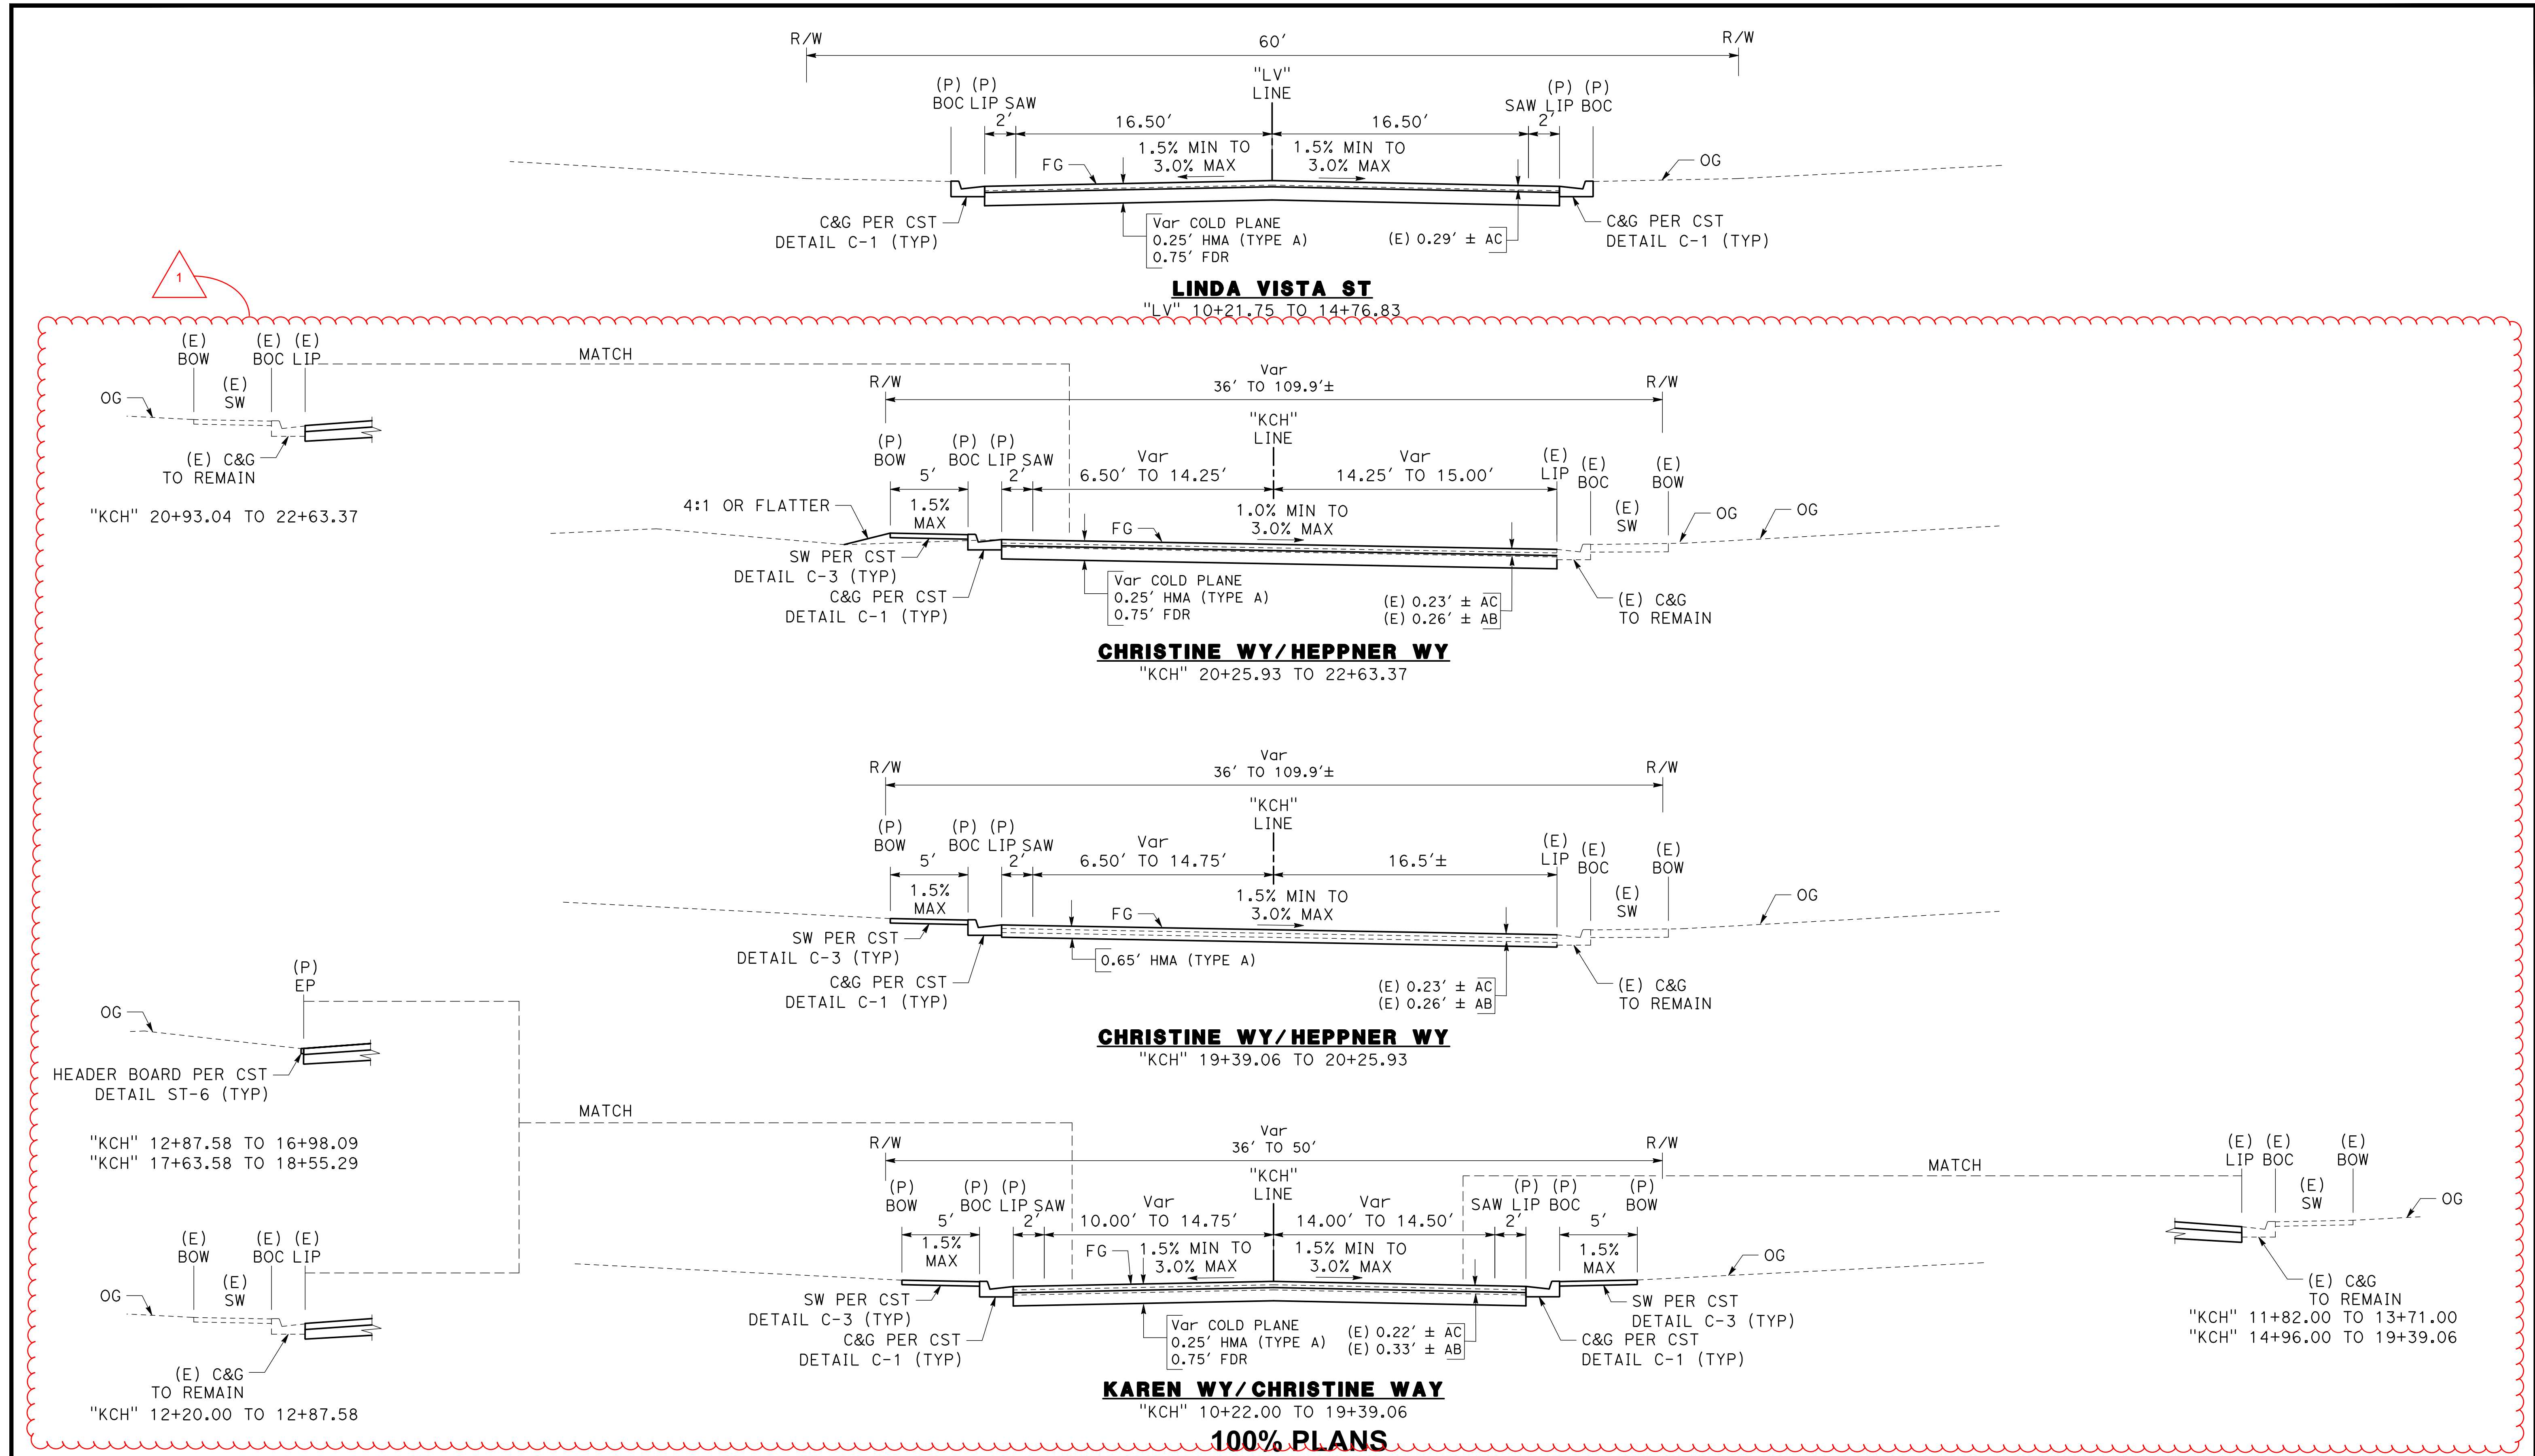 R/W
60'
R/W
"LV"
LINE
(P) (P)
BOC LIP SAW
(P) (P)
SAW LIP BOC
2'
16.50'
16.50'
2'
1.5% MIN TO
3.0% MAX
1.5% MIN TO
3.0% MAX
FG
OG
C&G PER CST
DETAIL C-1 (TYP)
Var COLD PLANE
0.25' HMA (TYPE A)
0.75' FDR
(E) 0.29' ± AC
C&G PER CST
DETAIL C-1 (TYP)
LINDA VISTA ST
"LV" 10+21.75 TO 14+76.83
1
(E)
BOW
(E) (E)
BOC LIP
(E)
SW
OG
MATCH
(E) C&G
TO REMAIN
"KCH" 20+93.04 TO 22+63.37
R/W
Var
36' TO 109.9'±
R/W
"KCH"
LINE
(P)
BOW
(P) (P)
BOC LIP SAW
5'
2'
Var
6.50' TO 14.25'
Var
14.25' TO 15.00'
(E)
LIP
(E)
BOC
(E)
BOW
(E)
SW
4:1 OR FLATTER
1.5%
MAX
FG
1.0% MIN TO
3.0% MAX
OG
OG
SW PER CST
DETAIL C-3 (TYP)
C&G PER CST
DETAIL C-1 (TYP)
Var COLD PLANE
0.25' HMA (TYPE A)
0.75' FDR
(E) 0.23' ± AC
(E) 0.26' ± AB
(E) C&G
TO REMAIN
CHRISTINE WY/HEPPNER WY
"KCH" 20+25.93 TO 22+63.37
R/W
Var
36' TO 109.9'±
R/W
"KCH"
LINE
(P)
BOW
(P) (P)
BOC LIP SAW
5'
2'
Var
6.50' TO 14.75'
16.5'±
(E)
LIP
(E)
BOC
(E)
BOW
(E)
SW
1.5%
MAX
FG
1.5% MIN TO
3.0% MAX
OG
SW PER CST
DETAIL C-3 (TYP)
C&G PER CST
DETAIL C-1 (TYP)
0.65' HMA (TYPE A)
(E) 0.23' ± AC
(E) 0.26' ± AB
(E) C&G
TO REMAIN
CHRISTINE WY/HEPPNER WY
"KCH" 19+39.06 TO 20+25.93
(P)
EP
OG
HEADER BOARD PER CST
DETAIL ST-6 (TYP)
"KCH" 12+87.58 TO 16+98.09
"KCH" 17+63.58 TO 18+55.29
MATCH
(E)
BOW
(E) (E)
BOC LIP
(E)
SW
OG
(E) C&G
TO REMAIN
"KCH" 12+20.00 TO 12+87.58
R/W
Var
36' TO 50'
R/W
"KCH"
LINE
(P)
BOW
(P) (P)
BOC LIP SAW
5'
2'
Var
10.00' TO 14.75'
Var
14.00' TO 14.50'
(P) (P)
SAW LIP BOC
(P)
BOW
2'
5'
1.5%
MAX
FG
1.5% MIN TO
3.0% MAX
1.5% MIN TO
3.0% MAX
1.5%
MAX
OG
SW PER CST
DETAIL C-3 (TYP)
C&G PER CST
DETAIL C-1 (TYP)
Var COLD PLANE
0.25' HMA (TYPE A)
0.75' FDR
(E) 0.22' ± AC
(E) 0.33' ± AB
SW PER CST
DETAIL C-3 (TYP)
C&G PER CST
DETAIL C-1 (TYP)
KAREN WY/CHRISTINE WAY
"KCH" 10+22.00 TO 19+39.06
MATCH
(E) (E)
LIP BOC
(E)
BOW
(E)
SW
OG
(E) C&G
TO REMAIN
"KCH" 11+82.00 TO 13+71.00
"KCH" 14+96.00 TO 19+39.06
100% PLANS